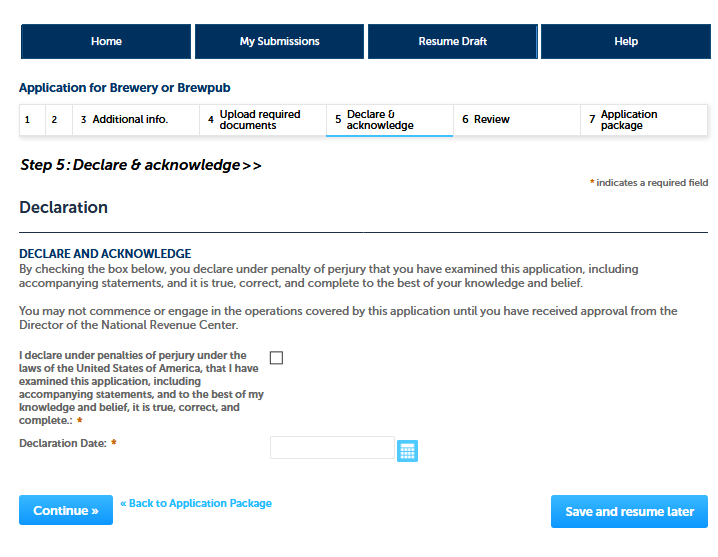 Home My Submissions Resume Draft Help
Application for Brewery or Brewpub
1 2 3 Additional info. 4 Upload required documents 5 Declare & acknowledge 6 Review 7 Application package
Step 5: Declare & acknowledge>>
* indicates a required field
Declaration
DECLARE AND ACKNOWLEDGE
By checking the box below, you declare under penalty of perjury that you have examined this application, including
accompanying statements, and it is true, correct, and complete to the best of your knowledge and belief.
You may not commence or engage in the operations covered by this application until you have received approval from the
Director of the National Revenue Center.
I declare under penalties of perjury under the
laws of the United States of America, that I have
examined this application, including
accompanying statements, and to the best of my
knowledge and belief, it is true, correct, and
complete.: *
Declaration Date: *
Continue » « Back to Application Package Save and resume later